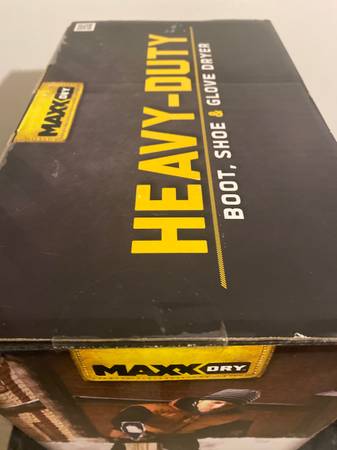 MAXX DRY
HEAVY-DUTY
BOOT, SHOE & GLOVE DRYER
MAXX DRY